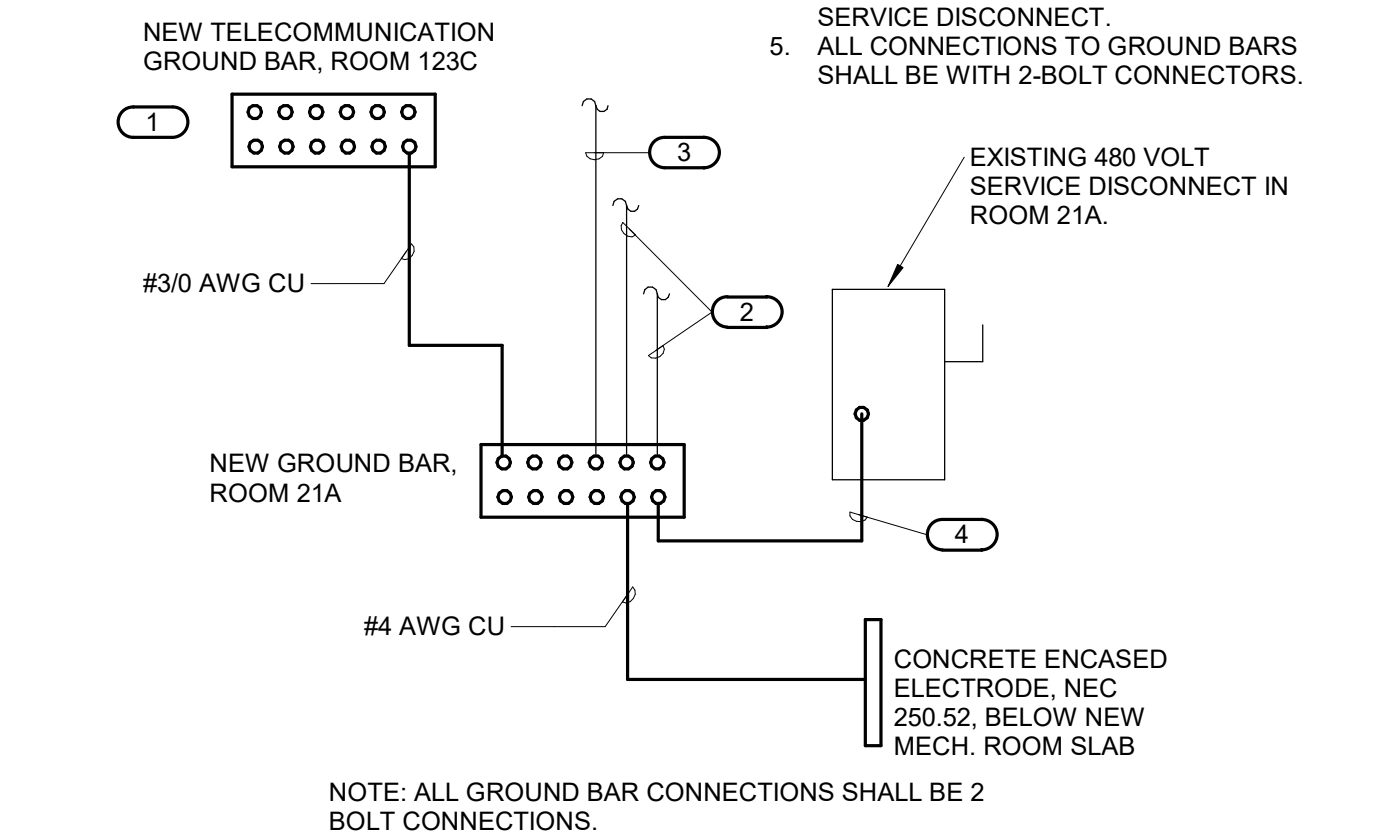 SERVICE DISCONNECT.
5. ALL CONNECTIONS TO GROUND BARS
SHALL BE WITH 2-BOLT CONNECTORS.
NEW TELECOMMUNICATION
GROUND BAR, ROOM 123C
1
3
EXISTING 480 VOLT
SERVICE DISCONNECT IN
ROOM 21A.
#3/0 AWG CU
2
NEW GROUND BAR,
ROOM 21A
4
#4 AWG CU
CONCRETE ENCASED
ELECTRODE, NEC
250.52, BELOW NEW
MECH. ROOM SLAB
NOTE: ALL GROUND BAR CONNECTIONS SHALL BE 2
BOLT CONNECTIONS.